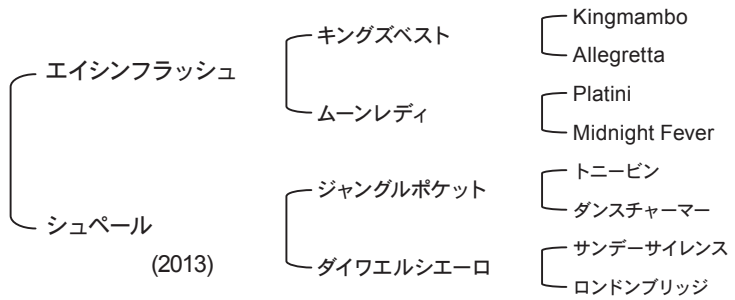 エイシンフラッシュ
シュペール
(2013)
キングズベスト
ムーンレディ
ジャングルポケット
ダイワエルシエーロ
Kingmambo
Allegretta
Platini
Midnight Fever
トニービン
ダンスチャーマー
サンデーサイレンス
ロンドンブリッジ